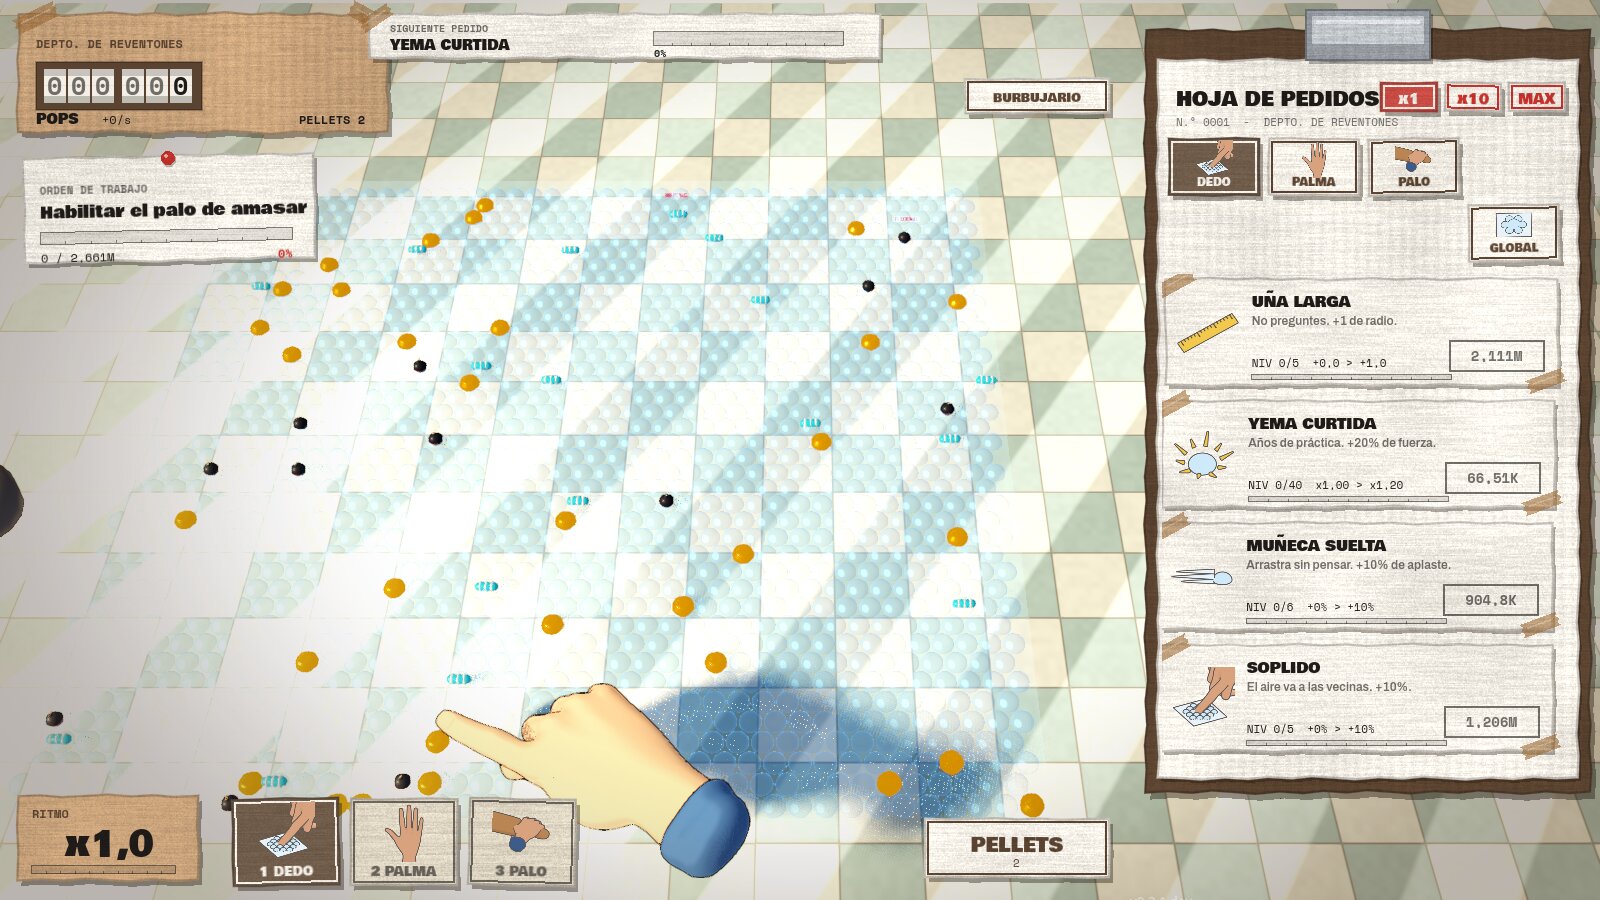 DEPTO. DE REVENTONES
000 000
POPS +0/s PELLETS 2
SIGUIENTE PEDIDO
YEMA CURTIDA
0%
BURBUJARIO
ORDEN DE TRABAJO
Habilitar el palo de amasar
0 / 2,661M 0%
HOJA DE PEDIDOS x1 x10 MAX
N.° 0001 - DEPTO. DE REVENTONES
DEDO PALMA PALO
GLOBAL
UÑA LARGA
No preguntes. +1 de radio.
NIV 0/5 +0,0 > +1,0 2,111M
YEMA CURTIDA
Años de práctica. +20% de fuerza.
NIV 0/40 x1,00 > x1,20 66,51K
MUÑECA SUELTA
Arrastra sin pensar. +10% de aplaste.
NIV 0/6 +0% > +10% 904,8K
SOPLIDO
El aire va a las vecinas. +10%.
NIV 0/5 +0% > +10% 1,206M
RITMO
x1,0
1 DEDO 2 PALMA 3 PALO
PELLETS
2